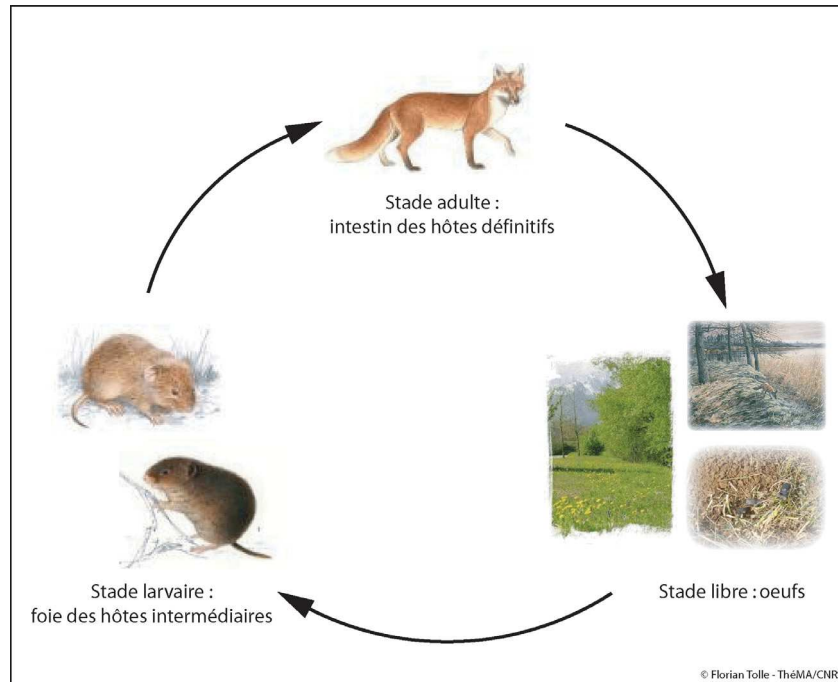 Stade adulte :
intestin des hôtes définitifs
Stade larvaire :
foie des hôtes intermédiaires
Stade libre : oeufs
© Florian Tolle - ThéMA/CNR